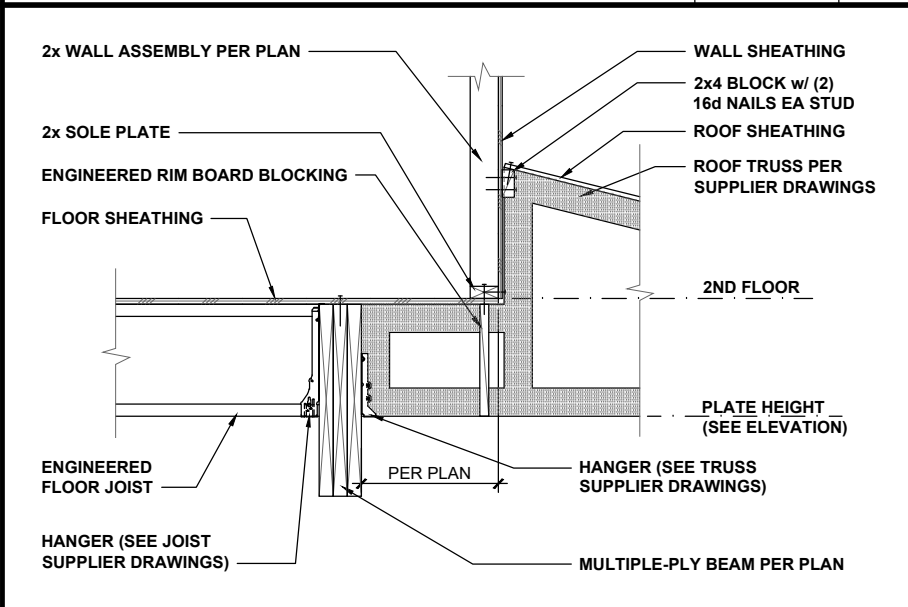 2x WALL ASSEMBLY PER PLAN
2x SOLE PLATE
ENGINEERED RIM BOARD BLOCKING
FLOOR SHEATHING
WALL SHEATHING
2x4 BLOCK w/ (2)
16d NAILS EA STUD
ROOF SHEATHING
ROOF TRUSS PER
SUPPLIER DRAWINGS
2ND FLOOR
PLATE HEIGHT
(SEE ELEVATION)
ENGINEERED
FLOOR JOIST
PER PLAN
HANGER (SEE TRUSS
SUPPLIER DRAWINGS)
HANGER (SEE JOIST
SUPPLIER DRAWINGS)
MULTIPLE-PLY BEAM PER PLAN